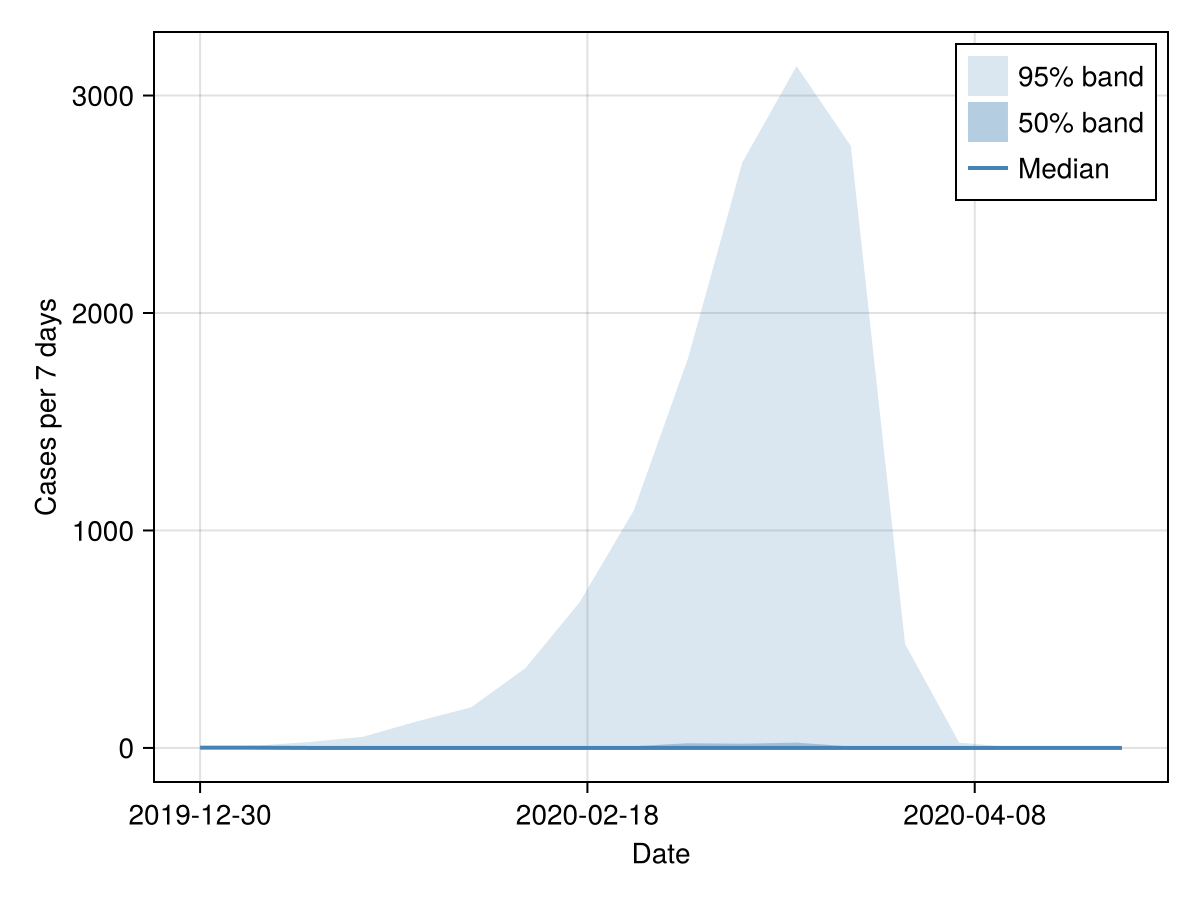 95% band
50% band
Median
3000
2000
1000
0
Cases per 7 days
2019-12-30
2020-02-18
2020-04-08
Date